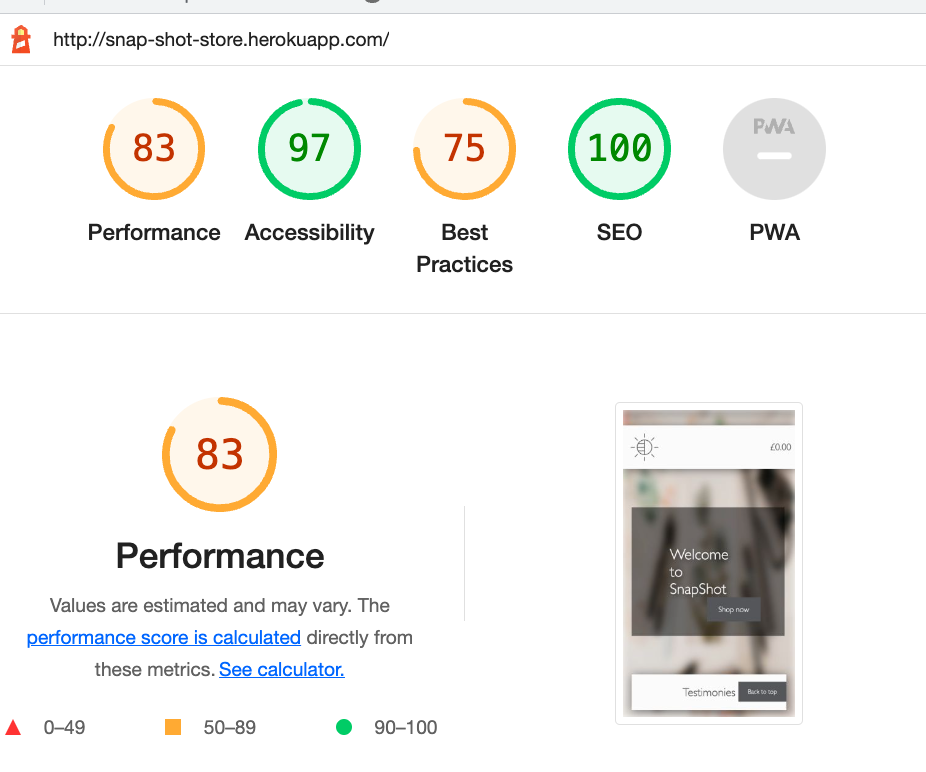 http://snap-shot-store.herokuapp.com/
83
97
75
100
PWA
Performance
Accessibility
Best
Practices
SEO
PWA
83
Performance
Values are estimated and may vary. The
performance score is calculated directly from
these metrics. See calculator.
0–49
50–89
90–100
£0.00
Welcome
to
SnapShot
Shop now
Testimonies
Back to top